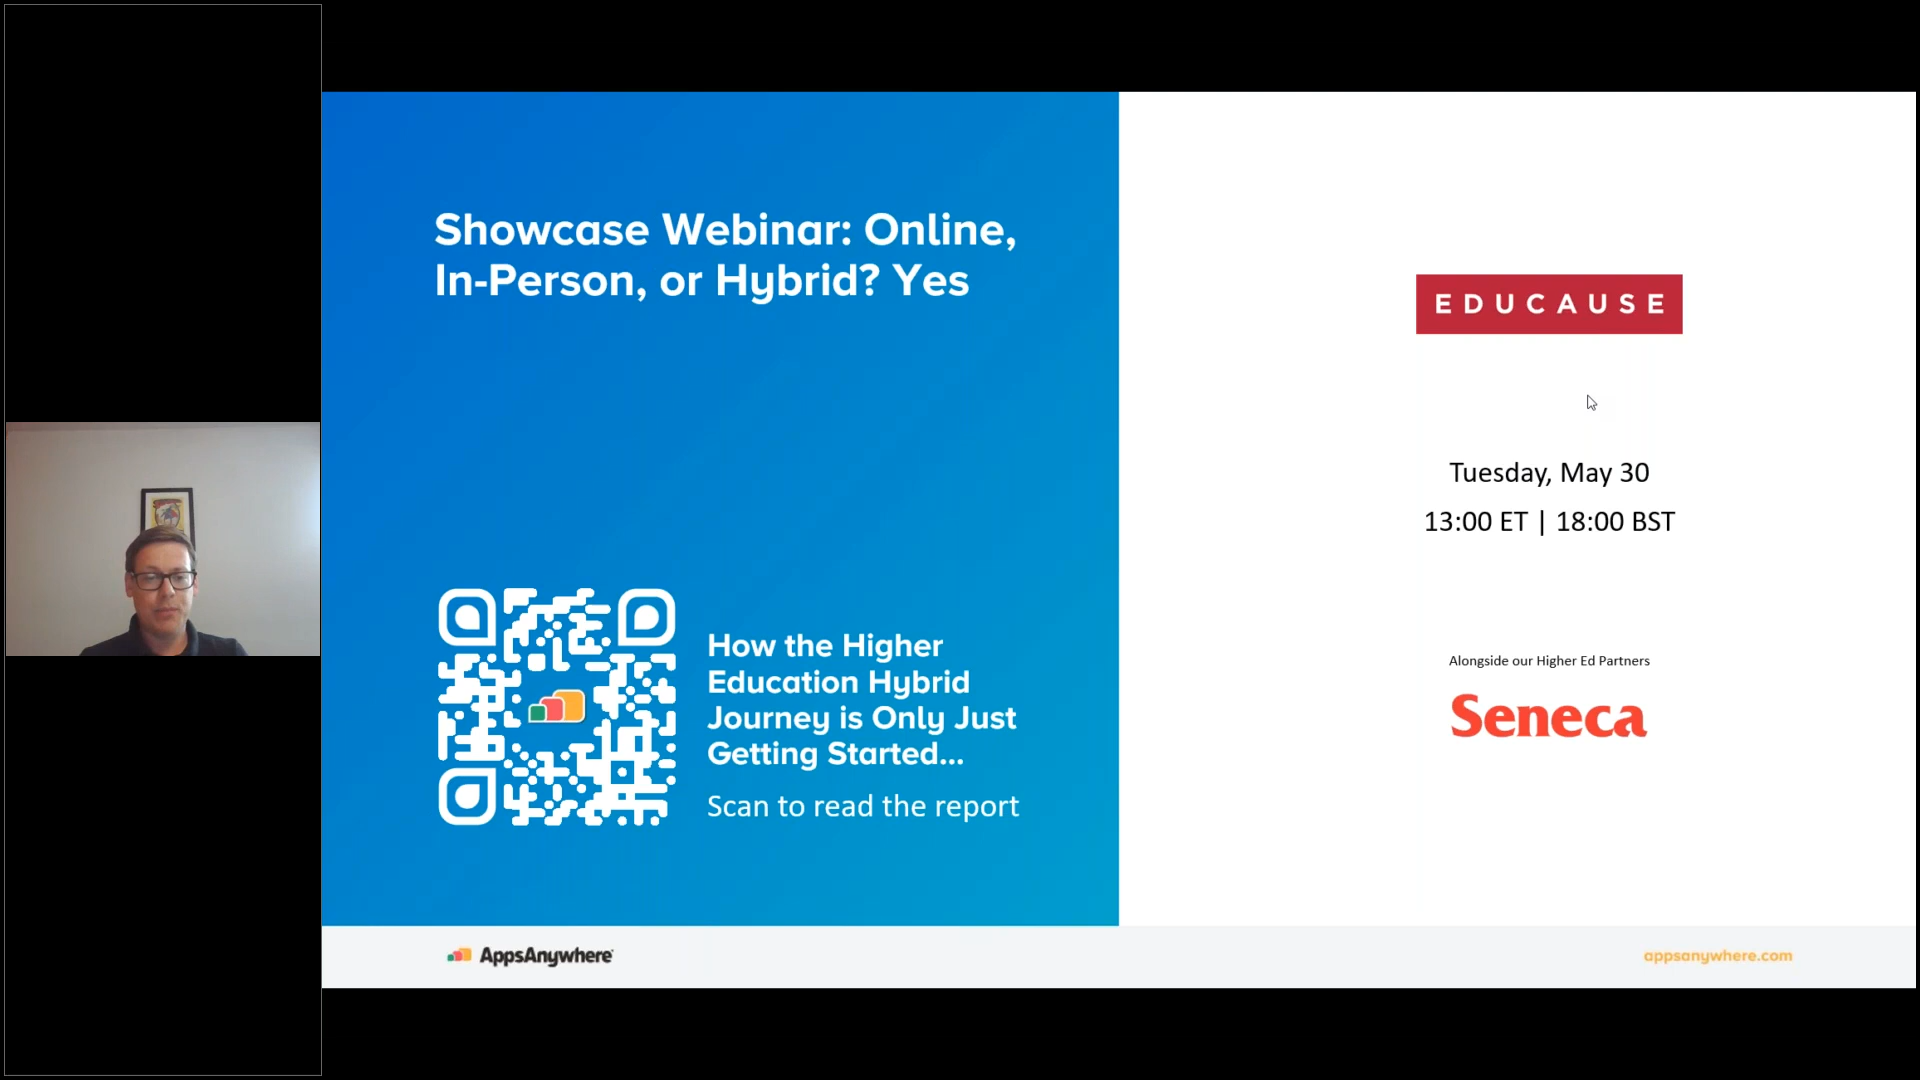 Showcase Webinar: Online,
In-Person, or Hybrid? Yes
How the Higher
Education Hybrid
Journey is Only Just
Getting Started...
Scan to read the report
EDUCAUSE
Tuesday, May 30
13:00 ET | 18:00 BST
Alongside our Higher Ed Partners
Seneca
AppsAnywhere
appsanywhere.com